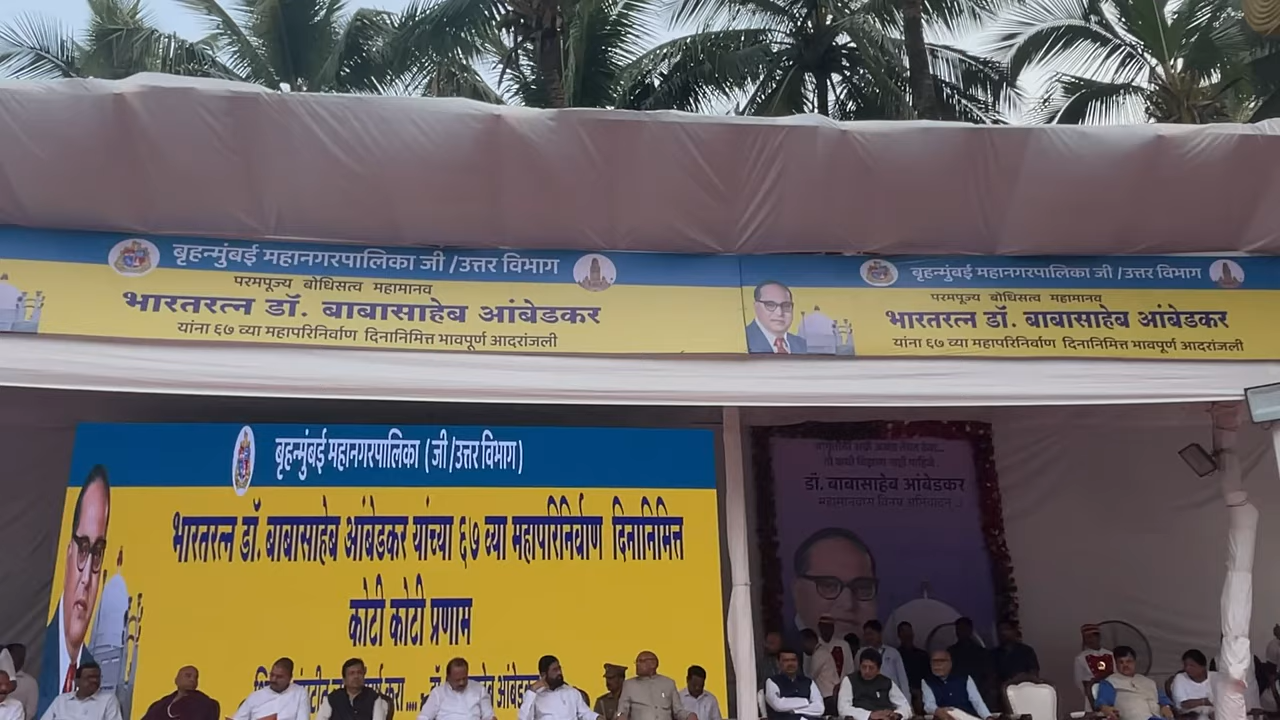 बृहन्मुंबई महानगरपालिका जी /उत्तर विभाग
परमपूज्य बोधिसत्व महामानव
भारतरत्न डॉ. बाबासाहेब आंबेडकर
यांना ६७ व्या महापरिनिर्वाण दिनानिमित्त भावपूर्ण आदरांजली
बृहन्मुंबई महानगरपालिका जी /उत्तर विभाग
परमपूज्य बोधिसत्व महामानव
भारतरत्न डॉ. बाबासाहेब आंबेडकर
यांना ६७ व्या महापरिनिर्वाण दिनानिमित्त भावपूर्ण आदरांजली
बृहन्मुंबई महानगरपालिका ( जी /उत्तर विभाग )
भारतरत्न डॉ. बाबासाहेब आंबेडकर यांच्या ६७ व्या महापरिनिर्वाण दिनानिमित्त
कोटी कोटी प्रणाम
डॉ. बाबासाहेब आंबेडकर